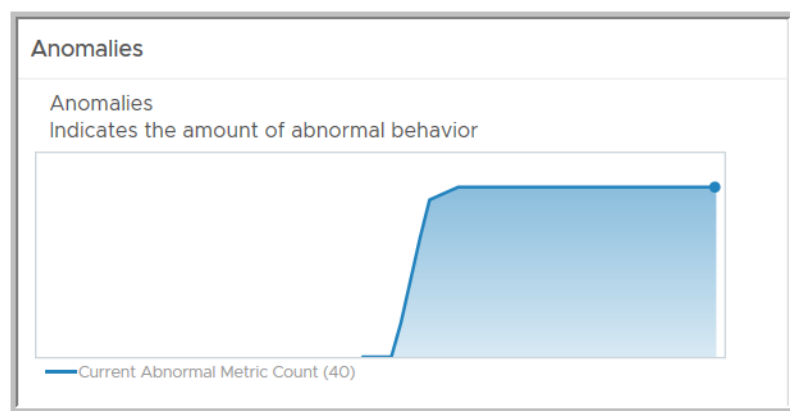 Anomalies
Anomalies
Indicates the amount of abnormal behavior
Current Abnormal Metric Count (40)